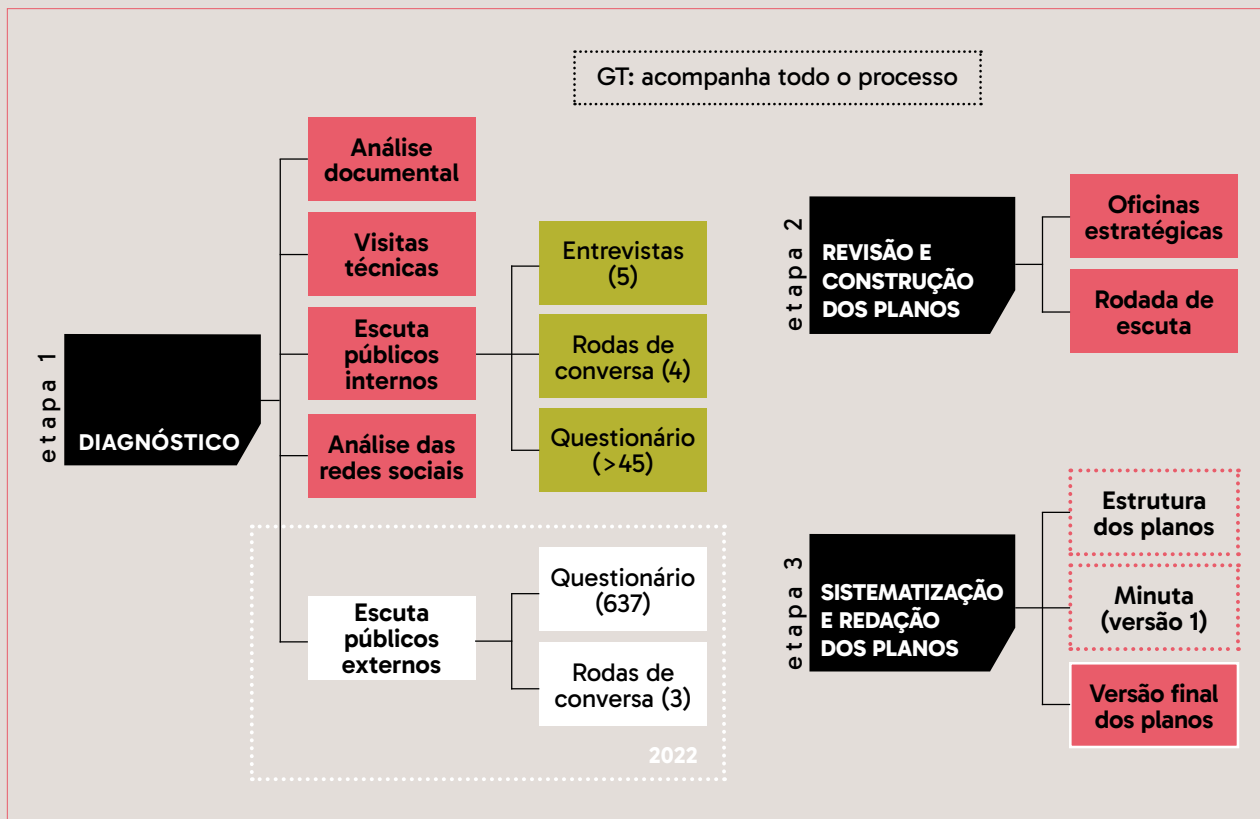 GT: acompanha todo o processo
etapa 1
DIAGNÓSTICO
Análise
documental
Visitas
técnicas
Escuta
públicos
internos
Análise das
redes sociais
Entrevistas
(5)
Rodas de
conversa (4)
Questionário
(>45)
Escuta
públicos
externos
Questionário
(637)
Rodas de
conversa (3)
2022
etapa 2
REVISÃO E
CONSTRUÇÃO
DOS PLANOS
Oficinas
estratégicas
Rodada de
escuta
etapa 3
SISTEMATIZAÇÃO
E REDAÇÃO
DOS PLANOS
Estrutura
dos planos
Minuta
(versão 1)
Versão final
dos planos